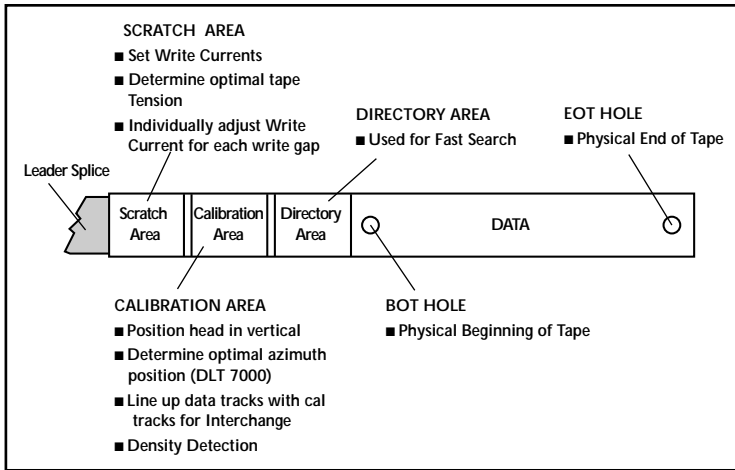 SCRATCH AREA
■ Set Write Currents
■ Determine optimal tape
Tension
■ Individually adjust Write
Current for each write gap
DIRECTORY AREA
■ Used for Fast Search
EOT HOLE
■ Physical End of Tape
Leader Splice
Scratch
Area
Calibration
Area
Directory
Area
DATA
CALIBRATION AREA
■ Position head in vertical
■ Determine optimal azimuth
position (DLT 7000)
■ Line up data tracks with cal
tracks for Interchange
■ Density Detection
BOT HOLE
■ Physical Beginning of Tape